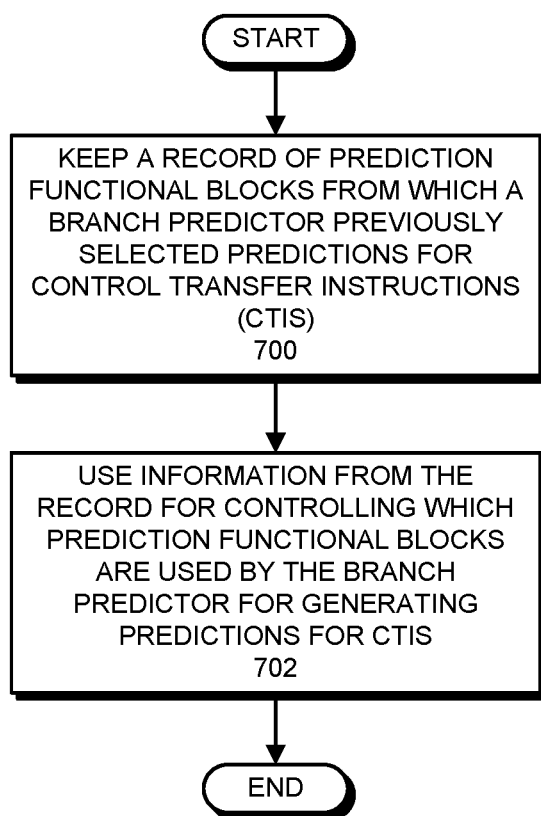 START
KEEP A RECORD OF PREDICTION
FUNCTIONAL BLOCKS FROM WHICH A
BRANCH PREDICTOR PREVIOUSLY
SELECTED PREDICTIONS FOR
CONTROL TRANSFER INSTRUCTIONS
(CTIS)
700
USE INFORMATION FROM THE
RECORD FOR CONTROLLING WHICH
PREDICTION FUNCTIONAL BLOCKS
ARE USED BY THE BRANCH
PREDICTOR FOR GENERATING
PREDICTIONS FOR CTIS
702
END